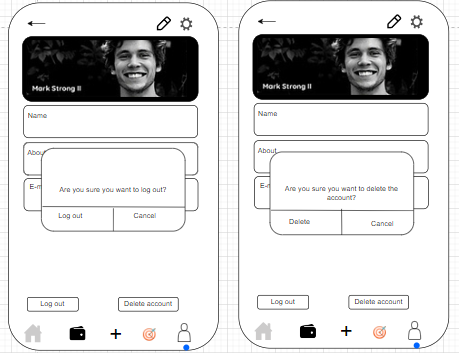 Mark Strong II
Name
About
E-m
Are you sure you want to log out?
Log out
Cancel
Log out
Delete account
Mark Strong II
Name
About
E-m
Are you sure you want to delete the
account?
Delete
Cancel
Log out
Delete account